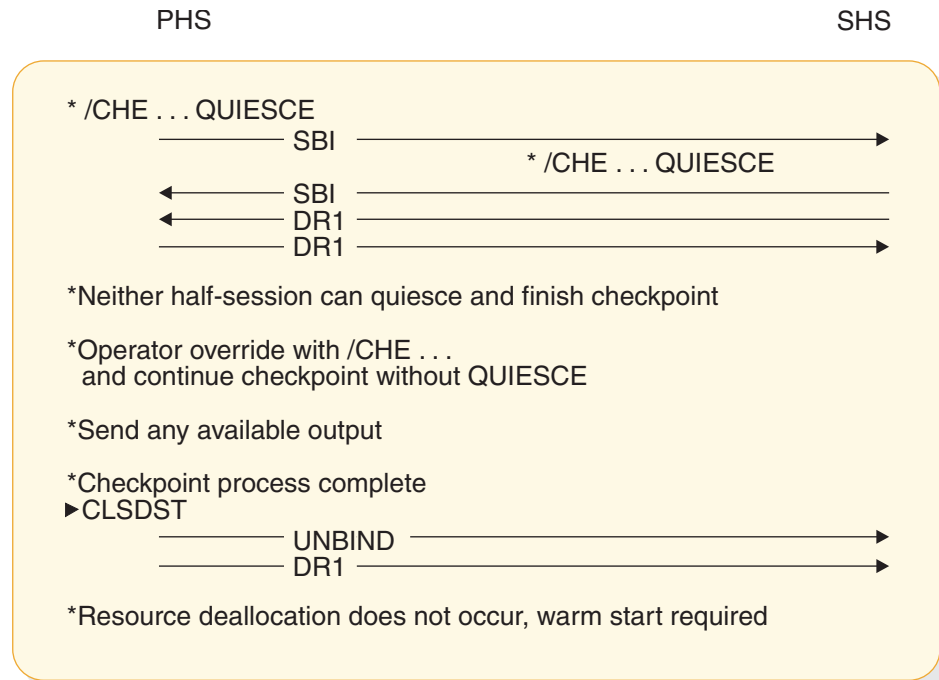 PHS SHS
* /CHE . . . QUIESCE
SBI
* /CHE . . . QUIESCE
SBI
DR1
DR1
*Neither half-session can quiesce and finish checkpoint
*Operator override with /CHE . . .
and continue checkpoint without QUIESCE
*Send any available output
*Checkpoint process complete
CLSDST
UNBIND
DR1
*Resource deallocation does not occur, warm start required